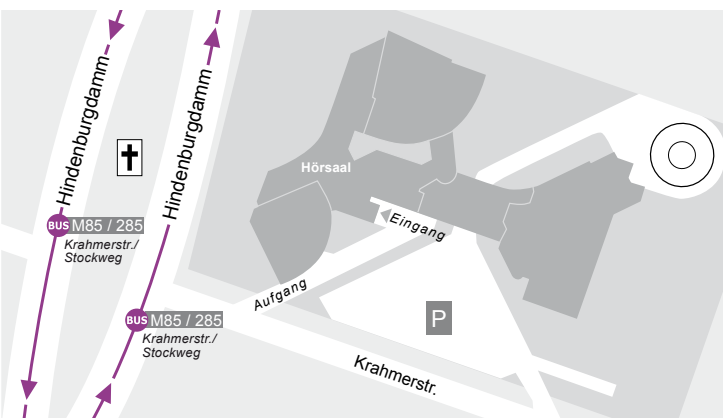 Hindenburgdamm
Hindenburgdamm
Hörsaal
BUS M85 / 285
Krahmerstr./
Stockweg
Eingang
Aufgang
BUS M85 / 285
Krahmerstr./
Stockweg
P
Krahmerstr.